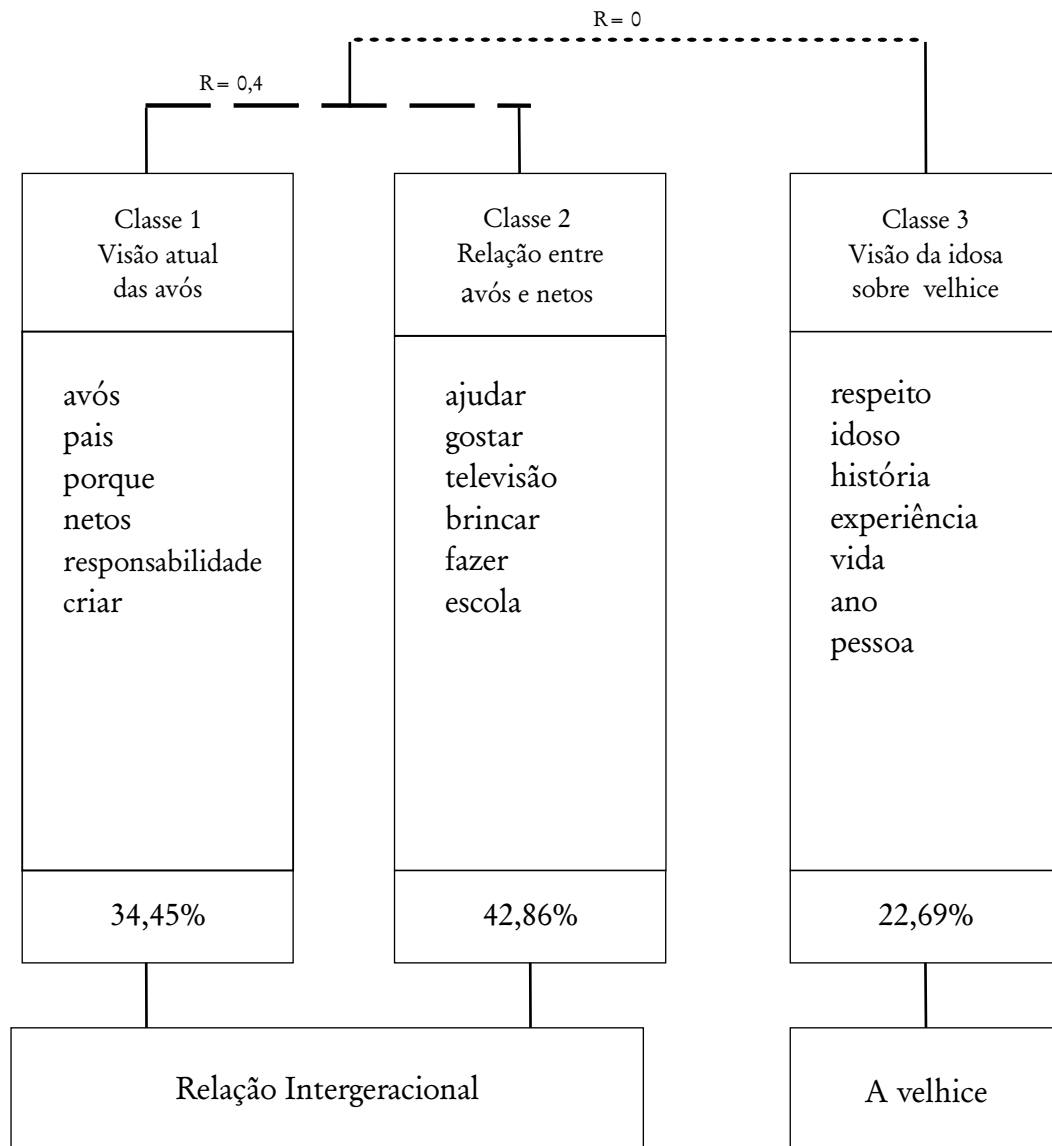 R= 0
R= 0,4
Classe 1
Visão atual
das avós
avós
pais
porque
netos
responsabilidade
criar
34,45%
Classe 2
Relação entre
avós e netos
ajudar
gostar
televisão
brincar
fazer
escola
42,86%
Classe 3
Visão da idosa
sobre velhice
respeito
idoso
história
experiência
vida
ano
pessoa
22,69%
Relação Intergeracional
A velhice